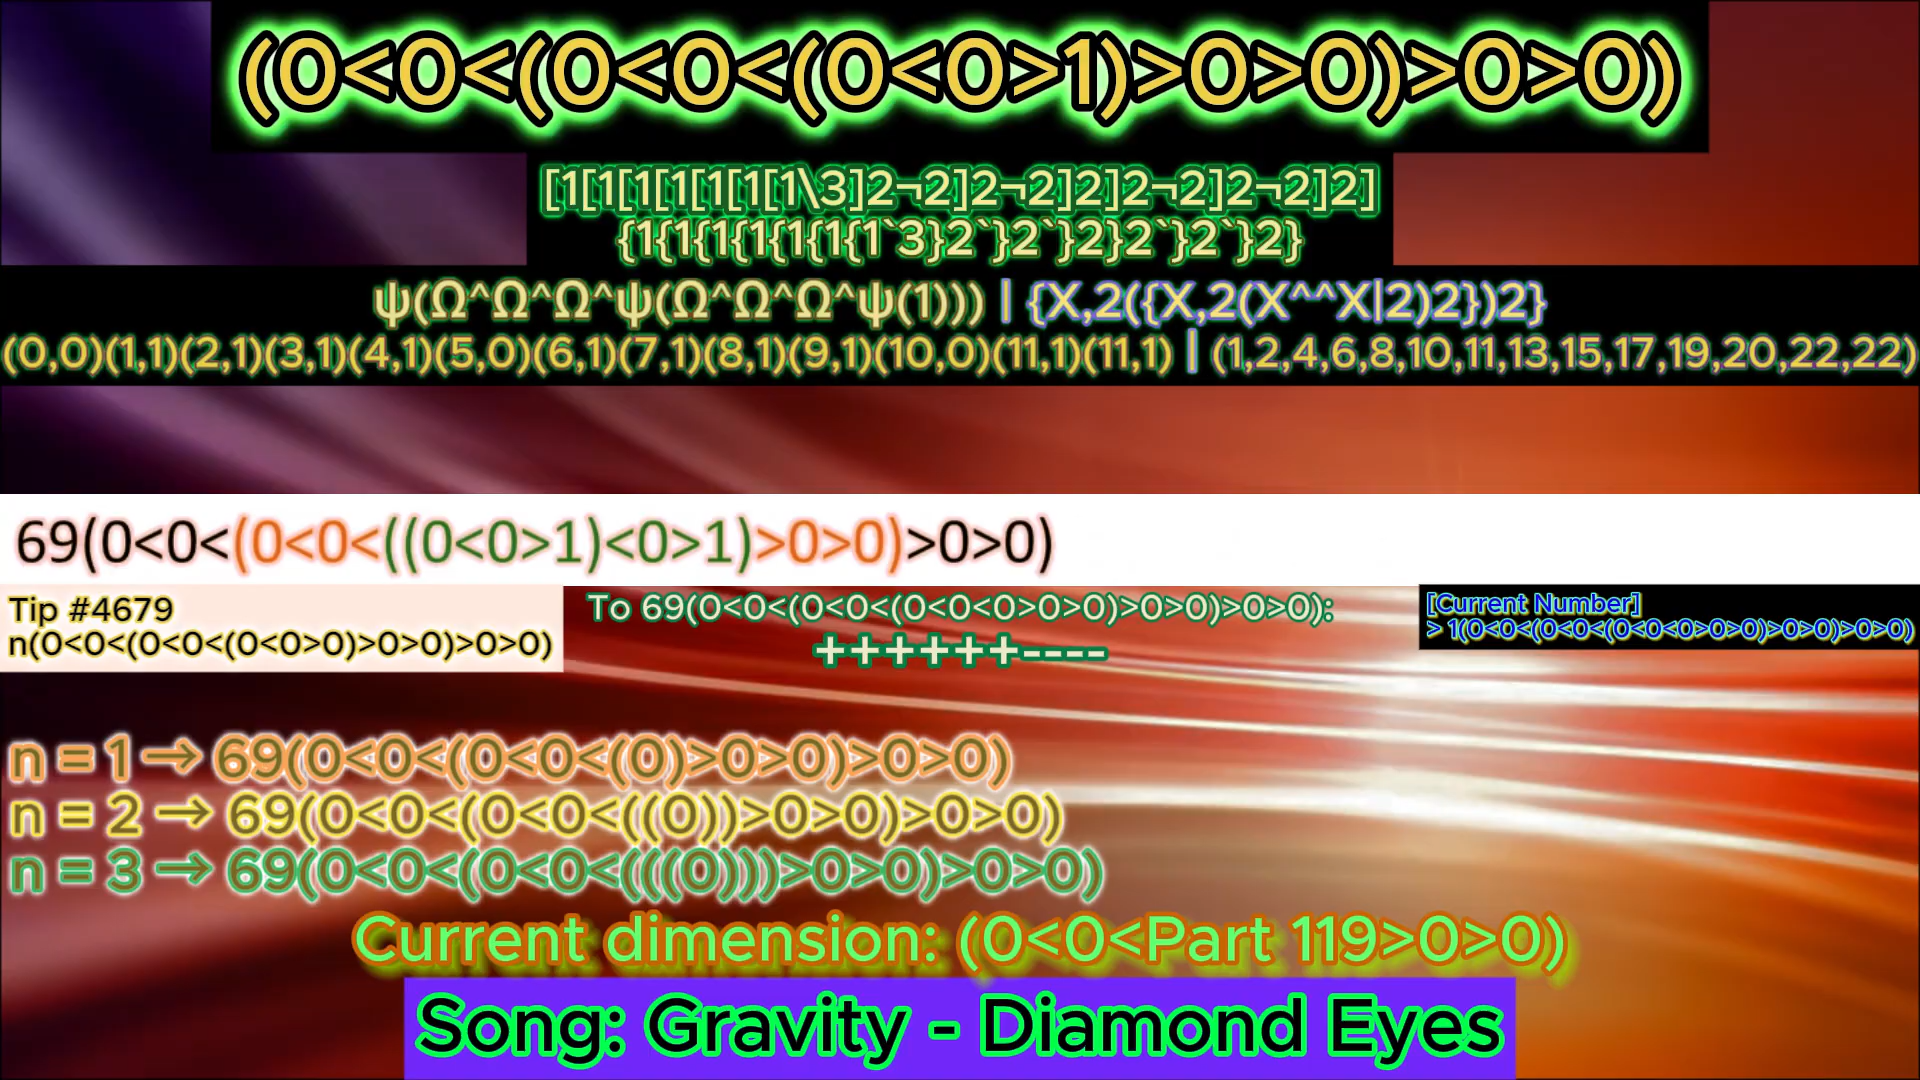 (0<0<(0<0<(0<0>1)>0>0)>0>0)
[1[1[1[1[1[1[1\3]2¬2]2¬2]2]2¬2]2¬2]2]
{1{1{1{1{1{1{1`3}2`}2`}2}2`}2`}2}
ψ(Ω^Ω^Ω^ψ(Ω^Ω^Ω^ψ(1))) | {X,2({X,2(X^^X|2)2})2}
(0,0)(1,1)(2,1)(3,1)(4,1)(5,0)(6,1)(7,1)(8,1)(9,1)(10,0)(11,1)(11,1) | (1,2,4,6,8,10,11,13,15,17,19,20,22,22)
69(0<0<(0<0<((0<0>1)<0>1)>0>0)>0>0)
Tip #4679
n(0<0<(0<0<(0<0>0)>0>0)>0>0)
To 69(0<0<(0<0<(0<0<0>0>0)>0>0)>0>0):
++++++----
[Current Number]
> 1(0<0<(0<0<(0<0<0>0>0)>0>0)>0>0)
n = 1 → 69(0<0<(0<0<(0)>0>0)>0>0)
n = 2 → 69(0<0<(0<0<((0))>0>0)>0>0)
n = 3 → 69(0<0<(0<0<(((0)))>0>0)>0>0)
Current dimension: (0<0<Part 119>0>0)
Song: Gravity - Diamond Eyes